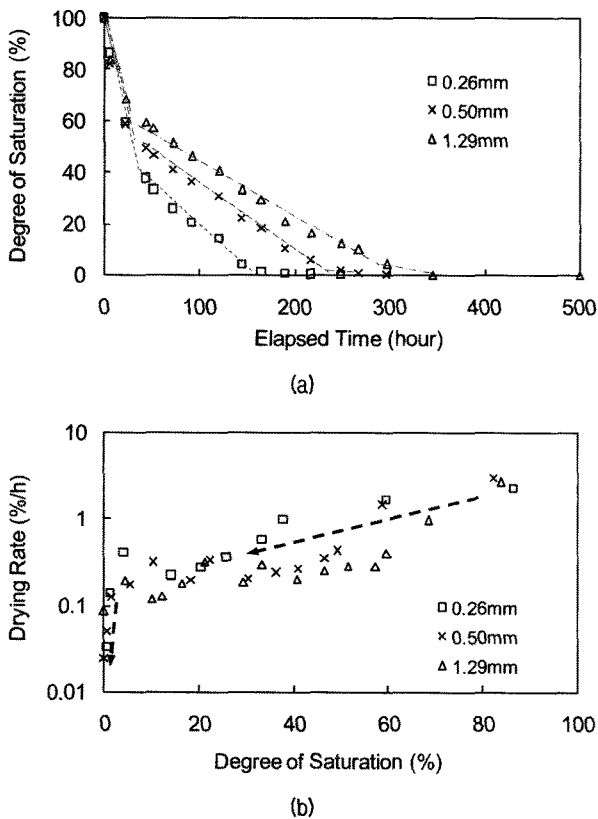 100
80
60
40
20
0
Degree of Saturation (%)
□ 0.26mm
× 0.50mm
△ 1.29mm
0 100 200 300 400 500
Elapsed Time (hour)
(a)
10
1
0.1
0.01
Drying Rate (%/h)
□ 0.26mm
× 0.50mm
△ 1.29mm
0 20 40 60 80 100
Degree of Saturation (%)
(b)